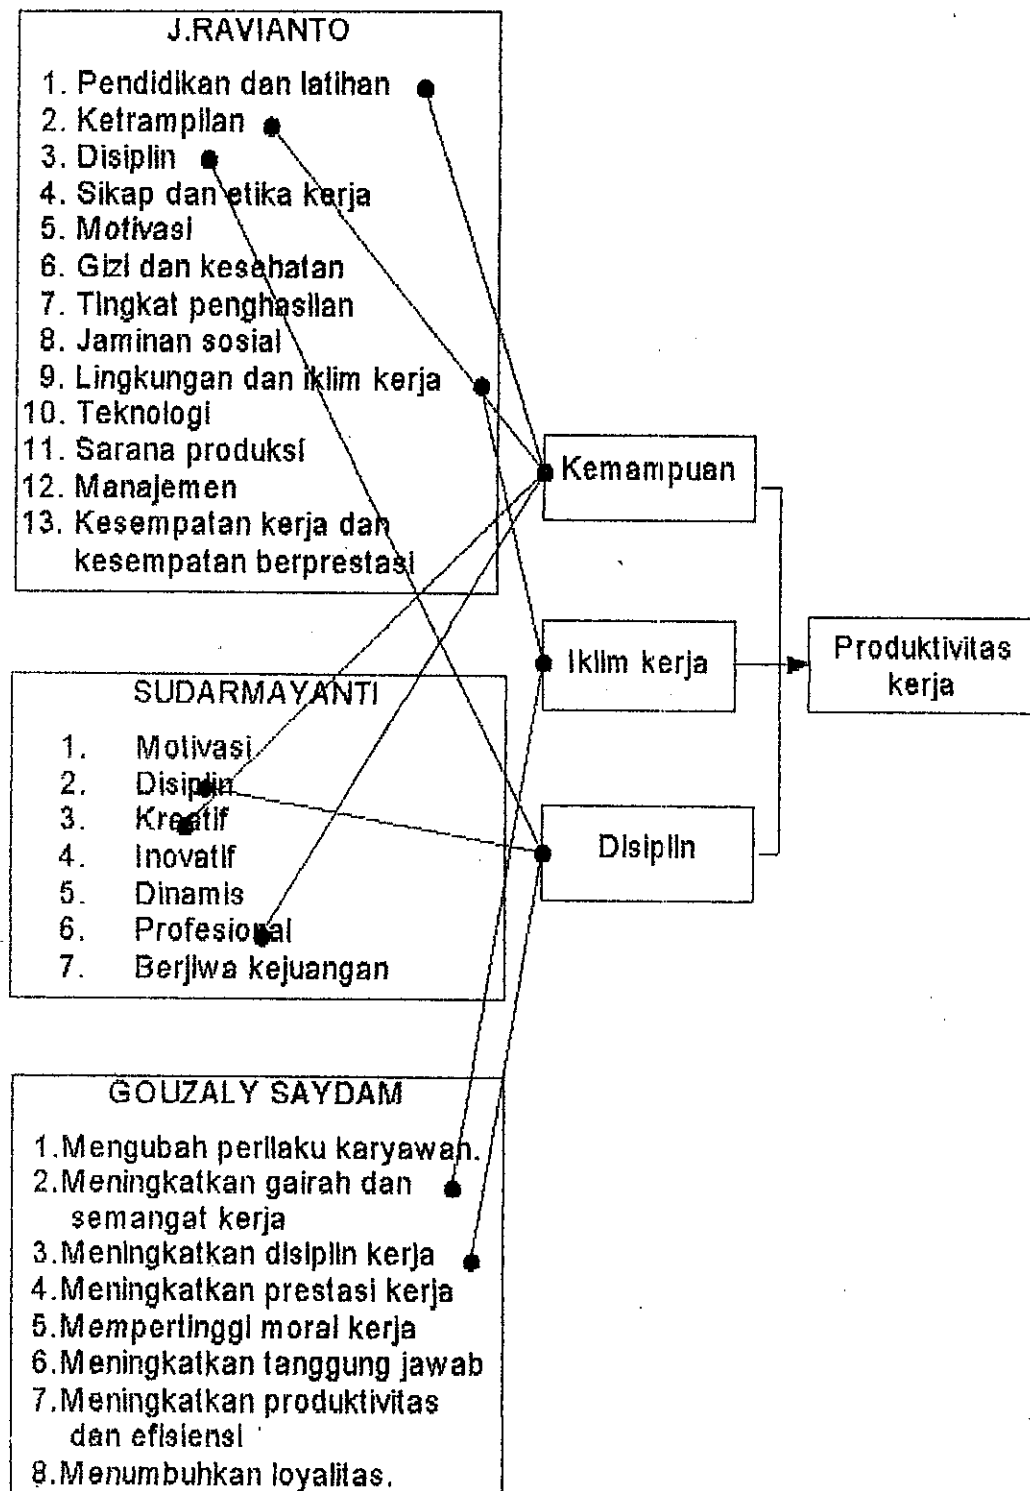 J.RAVIANTO
1. Pendidikan dan latihan
2. Ketrampilan
3. Disiplin
4. Sikap dan etika kerja
5. Motivasi
6. Gizi dan kesehatan
7. Tingkat penghasilan
8. Jaminan sosial
9. Lingkungan dan iklim kerja
10. Teknologi
11. Sarana produksi
12. Manajemen
13. Kesempatan kerja dan
kesempatan berprestasi
Kemampuan
Iklim kerja
Produktivitas
kerja
Disiplin
SUDARMAYANTI
1. Motivasi
2. Disiplin
3. Kreatif
4. Inovatif
5. Dinamis
6. Profesional
7. Berjiwa kejuangan
GOUZALY SAYDAM
1.Mengubah perilaku karyawan.
2.Meningkatkan gairah dan
semangat kerja
3.Meningkatkan disiplin kerja
4.Meningkatkan prestasi kerja
5.Mempertinggi moral kerja
6.Meningkatkan tanggung jawab
7.Meningkatkan produktivitas
dan efisiensi
8.Menumbuhkan loyalitas.